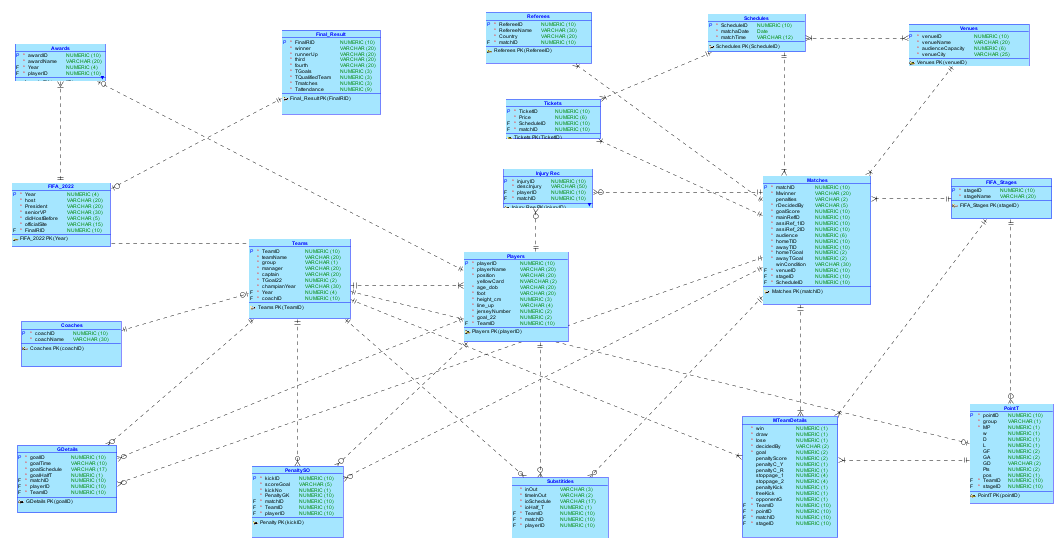 Awards
P * awardID NUMERIC (10)
* awardName VARCHAR (20)
F * Year NUMERIC (4)
F * playerID NUMERIC (10)
Final_Result
P * FinalRID NUMERIC (10)
* winner VARCHAR (20)
* runnerUp VARCHAR (20)
* third VARCHAR (20)
* fourth VARCHAR (20)
* TGoals NUMERIC (3)
* TQualifiedTeam NUMERIC (3)
* Tmatches NUMERIC (3)
* Tattendance NUMERIC (9)
Final_Result PK (FinalRID)
Referees
P * RefereeID NUMERIC (10)
* RefereeName VARCHAR (30)
* Country VARCHAR (20)
F * matchID NUMERIC (10)
Referees PK (RefereeID)
Schedules
P * ScheduleID NUMERIC (10)
* matchaDate Date
* matchTime VARCHAR (12)
Schedules PK (ScheduleID)
Venues
P * venueID NUMERIC (10)
* venueName VARCHAR (20)
* audienceCapacity NUMERIC (6)
* venueCity VARCHAR (25)
Venues PK (venueID)
Tickets
P * TicketID NUMERIC (10)
* Price NUMERIC (6)
F * ScheduleID NUMERIC (10)
F * matchID NUMERIC (10)
Tickets PK (TicketID)
Injury Rec
P * injuryID NUMERIC (10)
* descInjury VARCHAR (50)
F * playerID NUMERIC (10)
F * matchID NUMERIC (10)
FIFA_2022
P * Year NUMERIC (4)
* host VARCHAR (20)
* President VARCHAR (20)
* seniorVP VARCHAR (30)
* didHostBefore VARCHAR (5)
* officialSite VARCHAR (15)
F * FinalRID NUMERIC (10)
FIFA_2022 PK (Year)
Matches
P * matchID NUMERIC (10)
* Mwinner VARCHAR (20)
* penalties VARCHAR (2)
* rDecidedBy VARCHAR (5)
* goalScore NUMERIC (10)
* mainRefID NUMERIC (10)
* assiRef_1ID NUMERIC (10)
* assiRef_2ID NUMERIC (10)
* audience NUMERIC (6)
* homeTID NUMERIC (10)
* awayTID NUMERIC (10)
* homeTGoal NUMERIC (2)
* awayTGoal NUMERIC (2)
* winCondition VARCHAR (30)
F * venueID NUMERIC (10)
F * stageID NUMERIC (10)
F * ScheduleID NUMERIC (10)
Matches PK (matchID)
FIFA_Stages
P * stageID NUMERIC (10)
* stageName VARCHAR (20)
FIFA_Stages PK (stageID)
Teams
P * TeamID NUMERIC (10)
* teamName VARCHAR (20)
* group VARCHAR (1)
* manager VARCHAR (20)
* captain VARCHAR (20)
* TGoal22 NUMERIC (2)
* championYear VARCHAR (30)
F * Year NUMERIC (4)
F * coachID NUMERIC (10)
Teams PK (TeamID)
Players
P * playerID NUMERIC (10)
* playerName VARCHAR (20)
* position VARCHAR (20)
* yellowCard VARCHAR (2)
* age_dob VARCHAR (20)
* foot VARCHAR (20)
* height_cm NUMERIC (3)
* line_up VARCHAR (4)
* jerseyNumber NUMERIC (2)
* goal_22 NUMERIC (2)
F * TeamID NUMERIC (10)
Players PK (playerID)
Coaches
P * coachID NUMERIC (10)
* coachName VARCHAR (30)
Coaches PK (coachID)
GDetails
P * goalID NUMERIC (10)
* goalTime VARCHAR (10)
* goalSchedule VARCHAR (17)
* goalHalfT NUMERIC (1)
F * matchID NUMERIC (10)
F * playerID NUMERIC (10)
F * TeamID NUMERIC (10)
GDetails PK (goalID)
PenaltySD
P * kickID NUMERIC (10)
* scoreGoal VARCHAR (5)
* kickNo NUMERIC (1)
* PenaltyGK NUMERIC (10)
F * matchID NUMERIC (10)
F * TeamID NUMERIC (10)
F * playerID NUMERIC (10)
Penalty PK (kickID)
Substitides
* inOut VARCHAR (3)
* timeinOut VARCHAR (2)
* ioSchedule VARCHAR (17)
* ioHalf_T NUMERIC (1)
F * TeamID NUMERIC (10)
F * matchID NUMERIC (10)
F * playerID NUMERIC (10)
MTeamDetails
* win NUMERIC (1)
* draw NUMERIC (1)
* lose NUMERIC (1)
* decidedBy VARCHAR (2)
* goal NUMERIC (2)
* penaltyScore NUMERIC (2)
* penaltyC_Y NUMERIC (1)
* penaltyC_R NUMERIC (1)
* stoppage_1 NUMERIC (4)
* stoppage_2 NUMERIC (4)
* penaltyKick NUMERIC (1)
* freeKick NUMERIC (1)
* opponentG NUMERIC (1)
F * TeamID NUMERIC (10)
F * pointID NUMERIC (10)
F * matchID NUMERIC (10)
F * stageID NUMERIC (10)
PointT
P * pointID NUMERIC (10)
* group VARCHAR (1)
* MP NUMERIC (1)
* W NUMERIC (1)
* D NUMERIC (1)
* L NUMERIC (1)
* GF NUMERIC (2)
* GA NUMERIC (2)
* GD VARCHAR (2)
* Pts NUMERIC (1)
* pos NUMERIC (1)
F * TeamID NUMERIC (10)
F * stageID NUMERIC (10)
PointT PK (pointID)